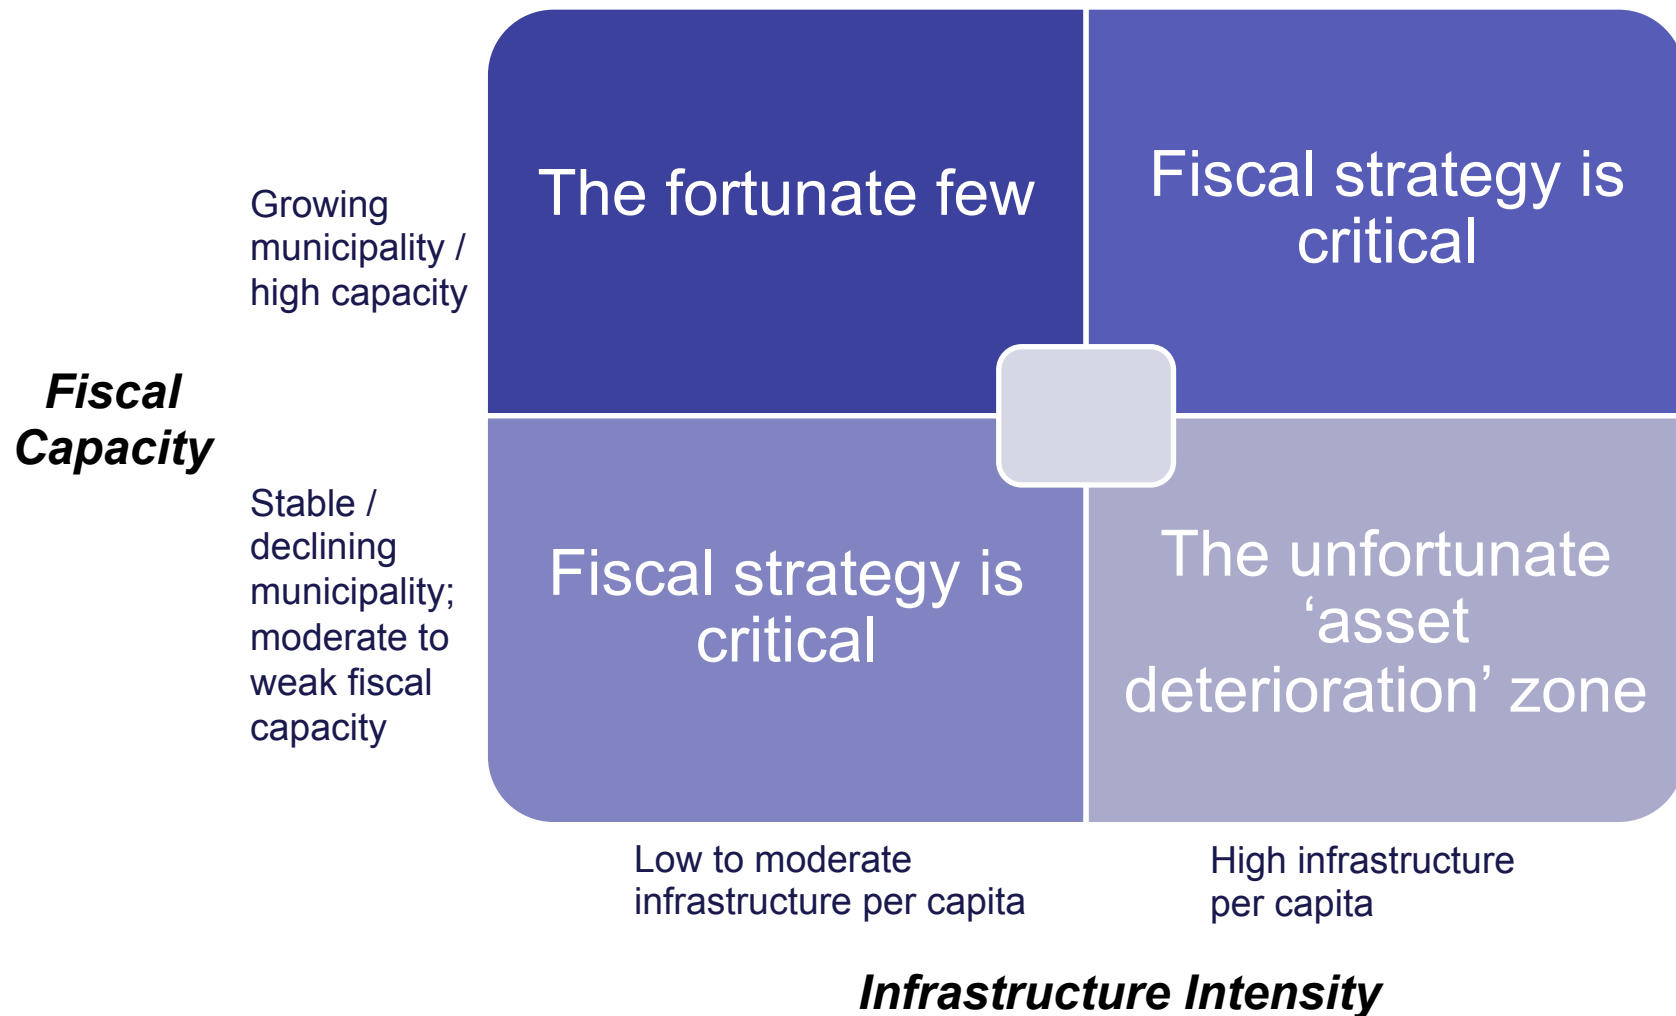 The fortunate few
Fiscal strategy is
critical
Growing
municipality /
high capacity
Fiscal
Capacity
Stable /
declining
municipality;
moderate to
weak fiscal
capacity
Fiscal strategy is
critical
The unfortunate
‘asset
deterioration’ zone
Low to moderate
infrastructure per capita
High infrastructure
per capita
Infrastructure Intensity